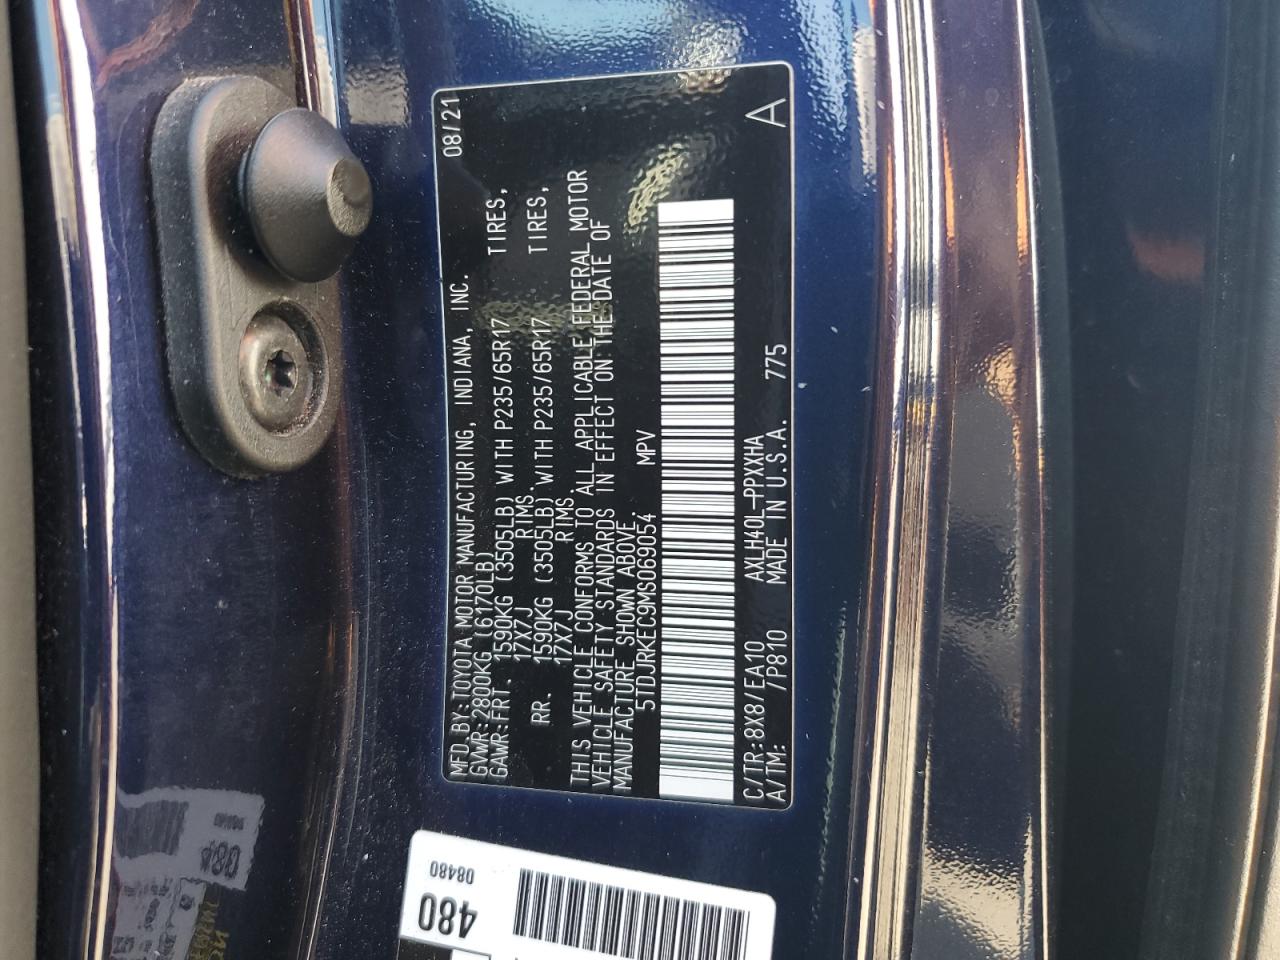 MFD.BY:TOYOTA MOTOR MANUFACTURING, INDIANA, INC. 08/21
GVWR:2800KG (6170LB)
GAWR:FRT. 1590KG (3505LB) WITH P235/65R17 TIRES,
17X7J RIMS.
RR. 1590KG (3505LB) WITH P235/65R17 TIRES,
17X7J RIMS.
THIS VEHICLE CONFORMS TO ALL APPLICABLE FEDERAL MOTOR
VEHICLE SAFETY STANDARDS IN EFFECT ON THE DATE OF
MANUFACTURE SHOWN ABOVE.
5TDJRKEC9MS069054 MPV
C/TR:8X8/EA10 AXLH40L-PPXXHA
A/TM: /P810 MADE IN U.S.A. 775 A
480
08480